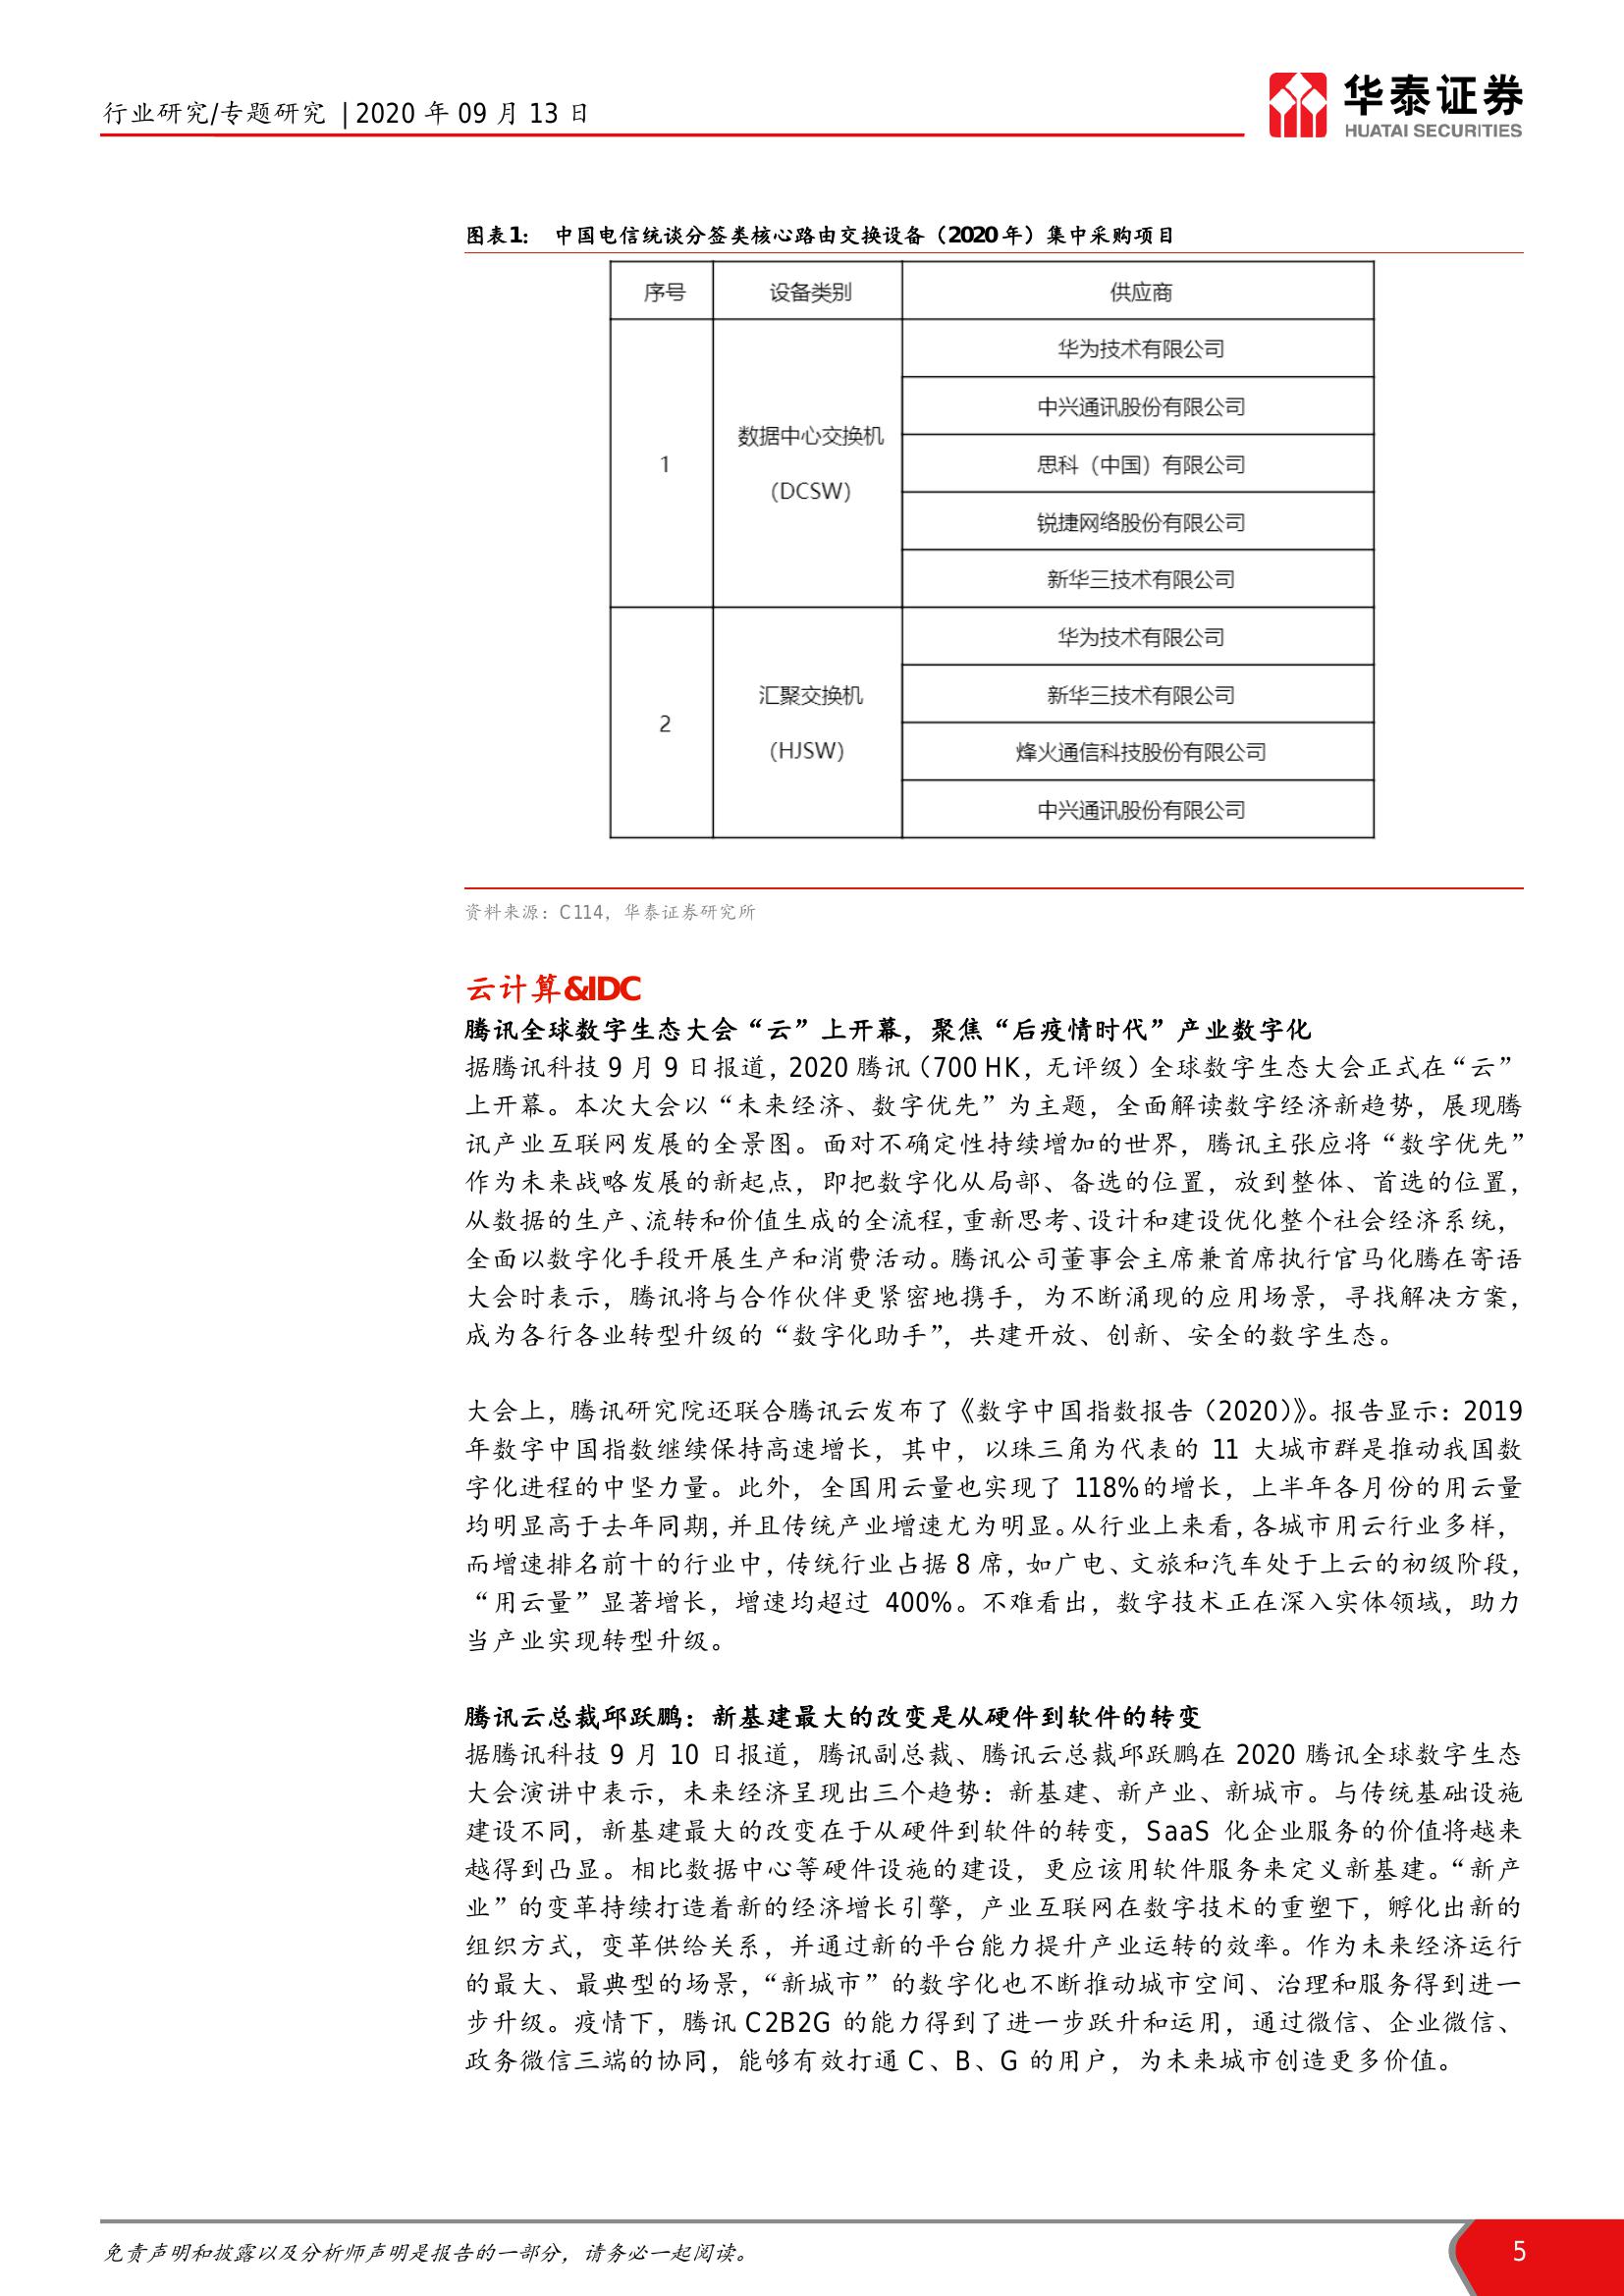 行业研究/专题研究 | 2020 年 09 月 13 日
华泰证券
HUATAI SECURITIES
图表1： 中国电信统谈分签类核心路由交换设备（2020 年）集中采购项目
序号 设备类别 供应商
1
数据中心交换机
（DCSW）
华为技术有限公司
中兴通讯股份有限公司
思科（中国）有限公司
锐捷网络股份有限公司
新华三技术有限公司
2
汇聚交换机
（HJSW）
华为技术有限公司
新华三技术有限公司
烽火通信科技股份有限公司
中兴通讯股份有限公司
资料来源：C114，华泰证券研究所
云计算&IDC
腾讯全球数字生态大会“云”上开幕，聚焦“后疫情时代”产业数字化
据腾讯科技 9 月 9 日报道，2020 腾讯（700 HK，无评级）全球数字生态大会正式在“云”
上开幕。本次大会以“未来经济、数字优先”为主题，全面解读数字经济新趋势，展现腾
讯产业互联网发展的全景图。面对不确定性持续增加的世界，腾讯主张应将“数字优先”
作为未来战略发展的新起点，即把数字化从局部、备选的位置，放到整体、首选的位置，
从数据的生产、流转和价值生成的全流程，重新思考、设计和建设优化整个社会经济系统，
全面以数字化手段开展生产和消费活动。腾讯公司董事会主席兼首席执行官马化腾在寄语
大会时表示，腾讯将与合作伙伴更紧密地携手，为不断涌现的应用场景，寻找解决方案，
成为各行各业转型升级的“数字化助手”，共建开放、创新、安全的数字生态。
大会上，腾讯研究院还联合腾讯云发布了《数字中国指数报告（2020）》。报告显示：2019
年数字中国指数继续保持高速增长，其中，以珠三角为代表的 11 大城市群是推动我国数
字化进程的中坚力量。此外，全国用云量也实现了 118%的增长，上半年各月份的用云量
均明显高于去年同期，并且传统产业增速尤为明显。从行业上来看，各城市用云行业多样，
而增速排名前十的行业中，传统行业占据 8 席，如广电、文旅和汽车处于上云的初级阶段，
“用云量”显著增长，增速均超过 400%。不难看出，数字技术正在深入实体领域，助力
当产业实现转型升级。
腾讯云总裁邱跃鹏：新基建最大的改变是从硬件到软件的转变
据腾讯科技 9 月 10 日报道，腾讯副总裁、腾讯云总裁邱跃鹏在 2020 腾讯全球数字生态
大会演讲中表示，未来经济呈现出三个趋势：新基建、新产业、新城市。与传统基础设施
建设不同，新基建最大的改变在于从硬件到软件的转变，SaaS 化企业服务的价值将越来
越得到凸显。相比数据中心等硬件设施的建设，更应该用软件服务来定义新基建。“新产
业”的变革持续打造着新的经济增长引擎，产业互联网在数字技术的重塑下，孵化出新的
组织方式，变革供给关系，并通过新的平台能力提升产业运转的效率。作为未来经济运行
的最大、最典型的场景，“新城市”的数字化也不断推动城市空间、治理和服务得到进一
步升级。疫情下，腾讯 C2B2G 的能力得到了进一步跃升和运用，通过微信、企业微信、
政务微信三端的协同，能够有效打通 C、B、G 的用户，为未来城市创造更多价值。
免责声明和披露以及分析师声明是报告的一部分，请务必一起阅读。
5